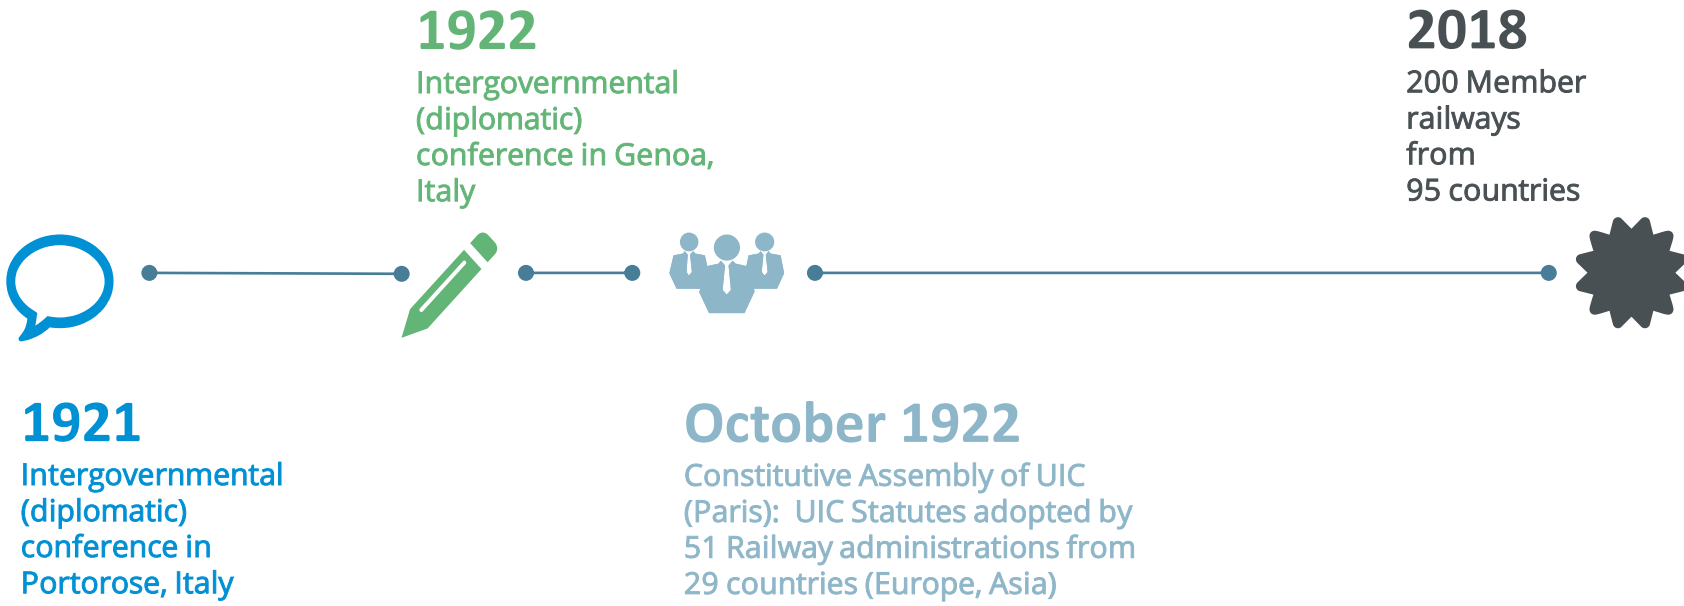 1921
Intergovernmental
(diplomatic)
conference in
Portorose, Italy
1922
Intergovernmental
(diplomatic)
conference in Genoa,
Italy
October 1922
Constitutive Assembly of UIC
(Paris):  UIC Statutes adopted by
51 Railway administrations from
29 countries (Europe, Asia)
2018
200 Member
railways
from
95 countries